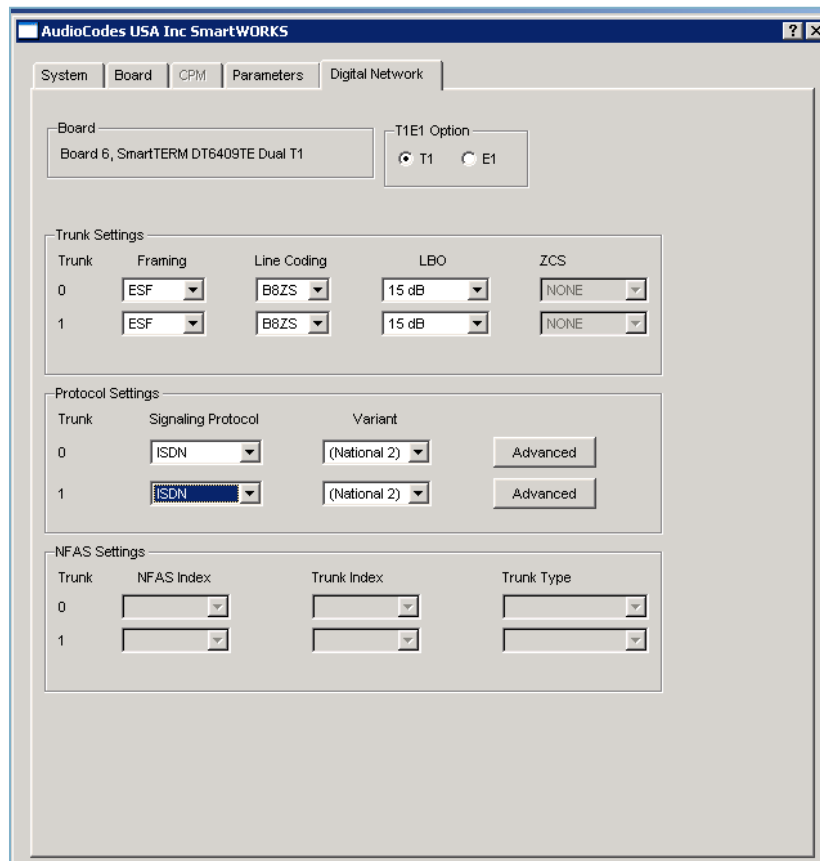 AudioCodes USA Inc SmartWORKS
System Board CPM Parameters Digital Network
Board
Board 6, SmartTERM DT6409TE Dual T1
T1E1 Option
T1 E1
Trunk Settings
Trunk Framing Line Coding LBO ZCS
0 ESF B8ZS 15 dB NONE
1 ESF B8ZS 15 dB NONE
Protocol Settings
Trunk Signaling Protocol Variant
0 ISDN (National 2) Advanced
1 ISDN (National 2) Advanced
NFAS Settings
Trunk NFAS Index Trunk Index Trunk Type
0
1